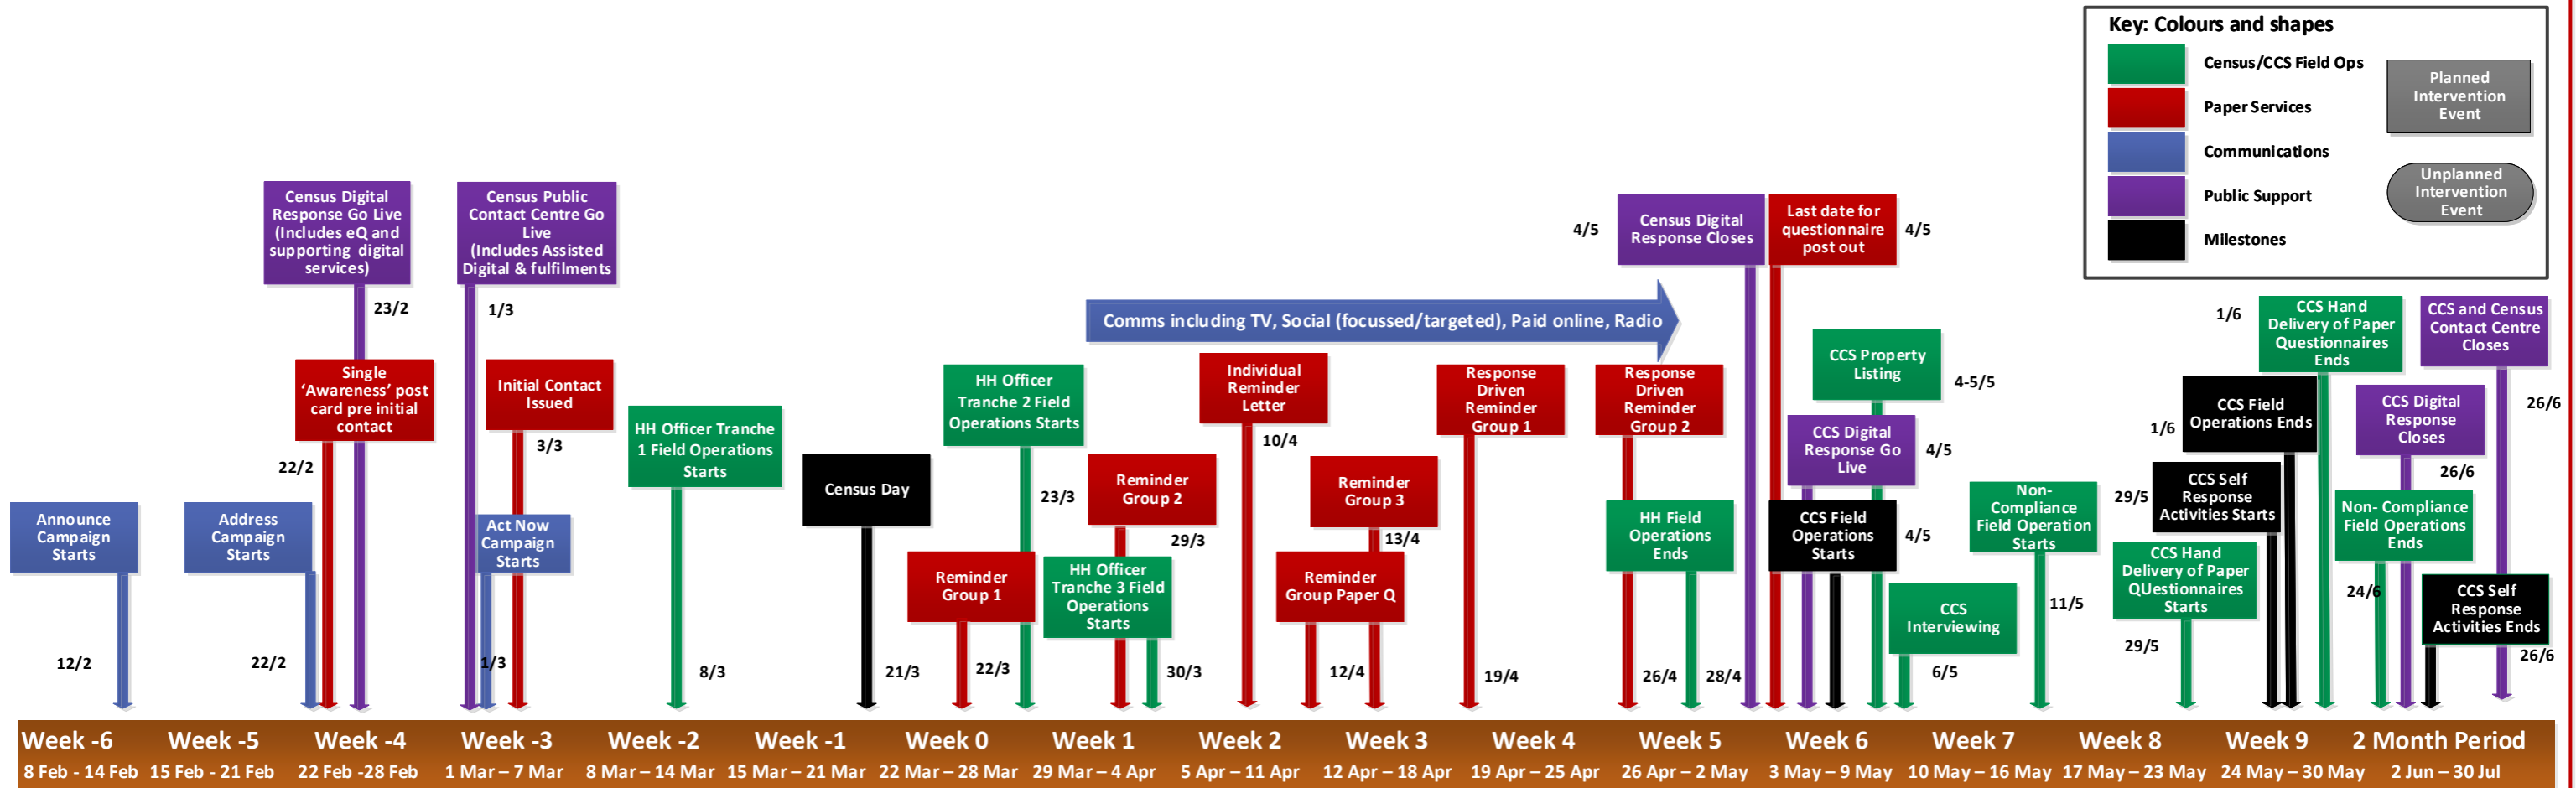 Key: Colours and shapes
Census/CCS Field Ops
Paper Services
Communications
Public Support
Milestones
Planned
Intervention
Event
Unplanned
Intervention
Event
Census Digital
Response Go Live
(Includes eQ and
supporting digital
services)
23/2
Census Public
Contact Centre Go
Live
(Includes Assisted
Digital & fulfilments
1/3
Census Digital
Response Closes
4/5
Last date for
questionnaire
post out
4/5
Comms including TV, Social (focussed/targeted), Paid online, Radio
Single
‘Awareness’ post
card pre initial
contact
22/2
Initial Contact
Issued
3/3
HH Officer Tranche
1 Field Operations
Starts
8/3
Announce
Campaign
Starts
12/2
Address
Campaign
Starts
22/2
Act Now
Campaign
Starts
1/3
Census Day
21/3
HH Officer
Tranche 2 Field
Operations Starts
23/3
Reminder
Group 1
22/3
Reminder
Group 2
29/3
HH Officer
Tranche 3 Field
Operations
Starts
30/3
Individual
Reminder
Letter
10/4
Reminder
Group 3
13/4
Reminder
Group Paper Q
12/4
Response
Driven
Reminder
Group 1
19/4
Response
Driven
Reminder
Group 2
26/4
HH Field
Operations
Ends
28/4
CCS Property
Listing
4-5/5
CCS Digital
Response Go
Live
4/5
CCS Field
Operations
Starts
4/5
CCS
Interviewing
6/5
Non-
Compliance
Field Operation
Starts
11/5
CCS Hand
Delivery of Paper
Questionnaires
Ends
1/6
CCS Field
Operations Ends
1/6
CCS Self
Response
Activities Starts
29/5
CCS Hand
Delivery of Paper
QUestionnaires
Starts
29/5
CCS and Census
Contact Centre
Closes
26/6
CCS Digital
Response
Closes
26/6
Non- Compliance
Field Operations
Ends
24/6
CCS Self
Response
Activities Ends
26/6
Week -6
8 Feb - 14 Feb
Week -5
15 Feb - 21 Feb
Week -4
22 Feb -28 Feb
Week -3
1 Mar – 7 Mar
Week -2
8 Mar – 14 Mar
Week -1
15 Mar – 21 Mar
Week 0
22 Mar – 28 Mar
Week 1
29 Mar – 4 Apr
Week 2
5 Apr – 11 Apr
Week 3
12 Apr – 18 Apr
Week 4
19 Apr – 25 Apr
Week 5
26 Apr – 2 May
Week 6
3 May – 9 May
Week 7
10 May – 16 May
Week 8
17 May – 23 May
Week 9
24 May – 30 May
2 Month Period
2 Jun – 30 Jul